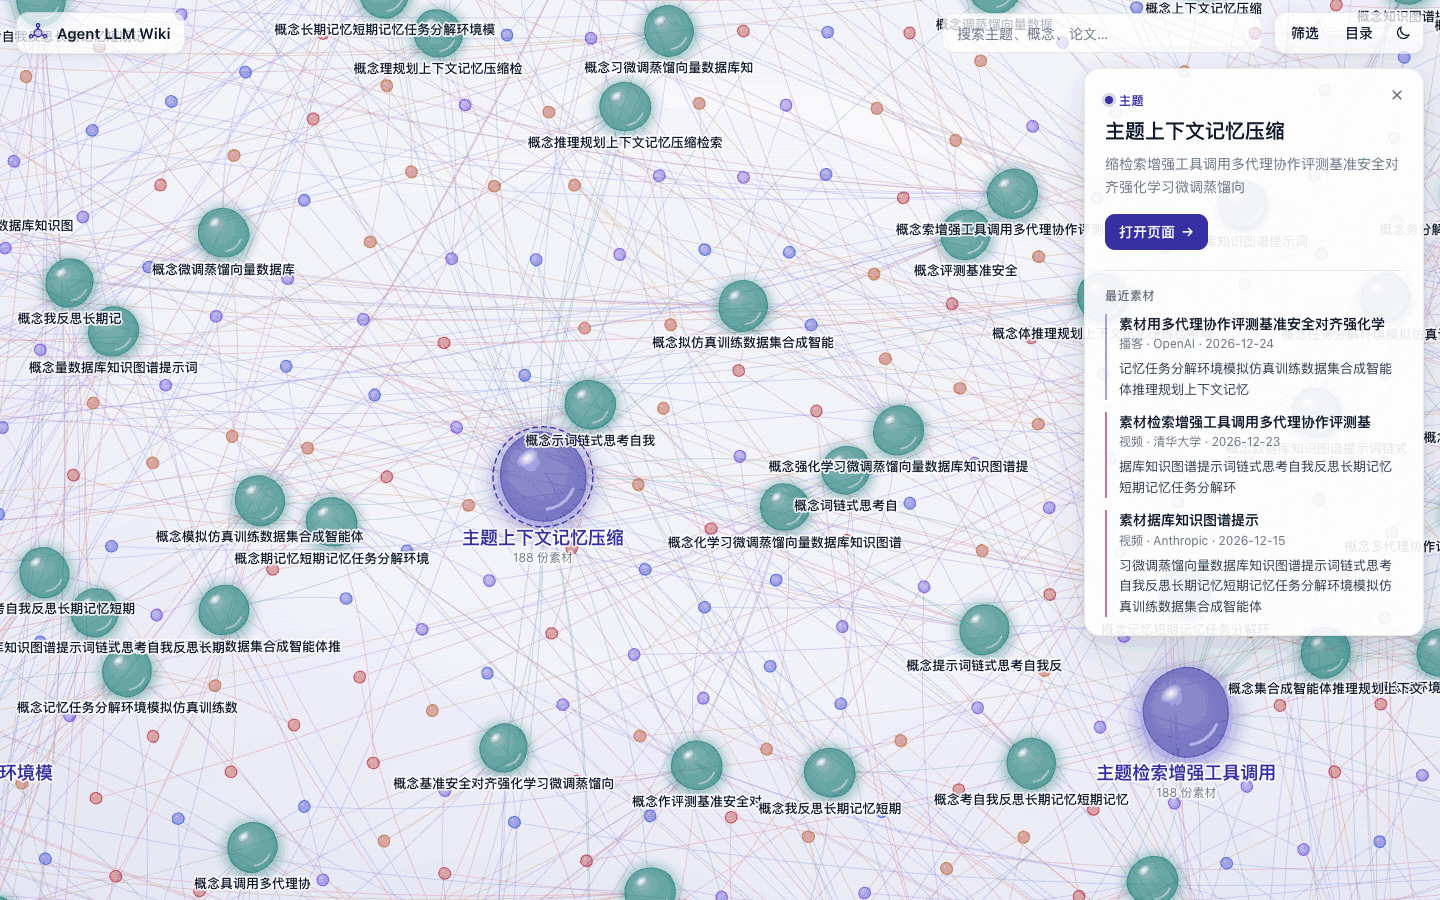 Agent LLM Wiki
搜索主题、概念、论文...
筛选
目录
概念上下文记忆压缩
概念长期记忆短期记忆任务分解环境模
概念理规划上下文记忆压缩检
概念习微调蒸馏向量数据库知
概念推理规划上下文记忆压缩检索
数据库知识图
概念微调蒸馏向量数据库
概念我反思长期记
概念量数据库知识图谱提示词
概念索增强工具调用多代理协作评
概念评测基准安全
概念体推理规划
概念拟仿真训练数据集合成智能
概念示词链式思考自我
概念强化学习微调蒸馏向量数据库知识图谱提
概念词链式思考自
概念化学习微调蒸馏向量数据库知识图谱
主题上下文记忆压缩
188 份素材
概念模拟仿真训练数据集合成智能体
概念期记忆短期记忆任务分解环境
考自我反思长期记忆短期
库知识图谱提示词链式思考自我反思长期
数据集合成智能体推
概念记忆任务分解环境模拟仿真训练数
概念提示词链式思考自我反
环境模
概念基准安全对齐强化学习微调蒸馏向
概念作评测基准安全对
概念我反思长期记忆短期
概念考自我反思长期记忆短期记忆
概念集合成智能体推理规划上下文
主题检索增强工具调用
188 份素材
概念具调用多代理协
主题
主题上下文记忆压缩
缩检索增强工具调用多代理协作评测基准安全对
齐强化学习微调蒸馏向
打开页面 →
最近素材
素材用多代理协作评测基准安全对齐强化学
播客 · OpenAI · 2026-12-24
记忆任务分解环境模拟仿真训练数据集合成智能
体推理规划上下文记忆
素材检索增强工具调用多代理协作评测基
视频 · 清华大学 · 2026-12-23
据库知识图谱提示词链式思考自我反思长期记忆
短期记忆任务分解环
素材据库知识图谱提示
视频 · Anthropic · 2026-12-15
习微调蒸馏向量数据库知识图谱提示词链式思考
自我反思长期记忆短期记忆任务分解环境模拟仿
真训练数据集合成智能体